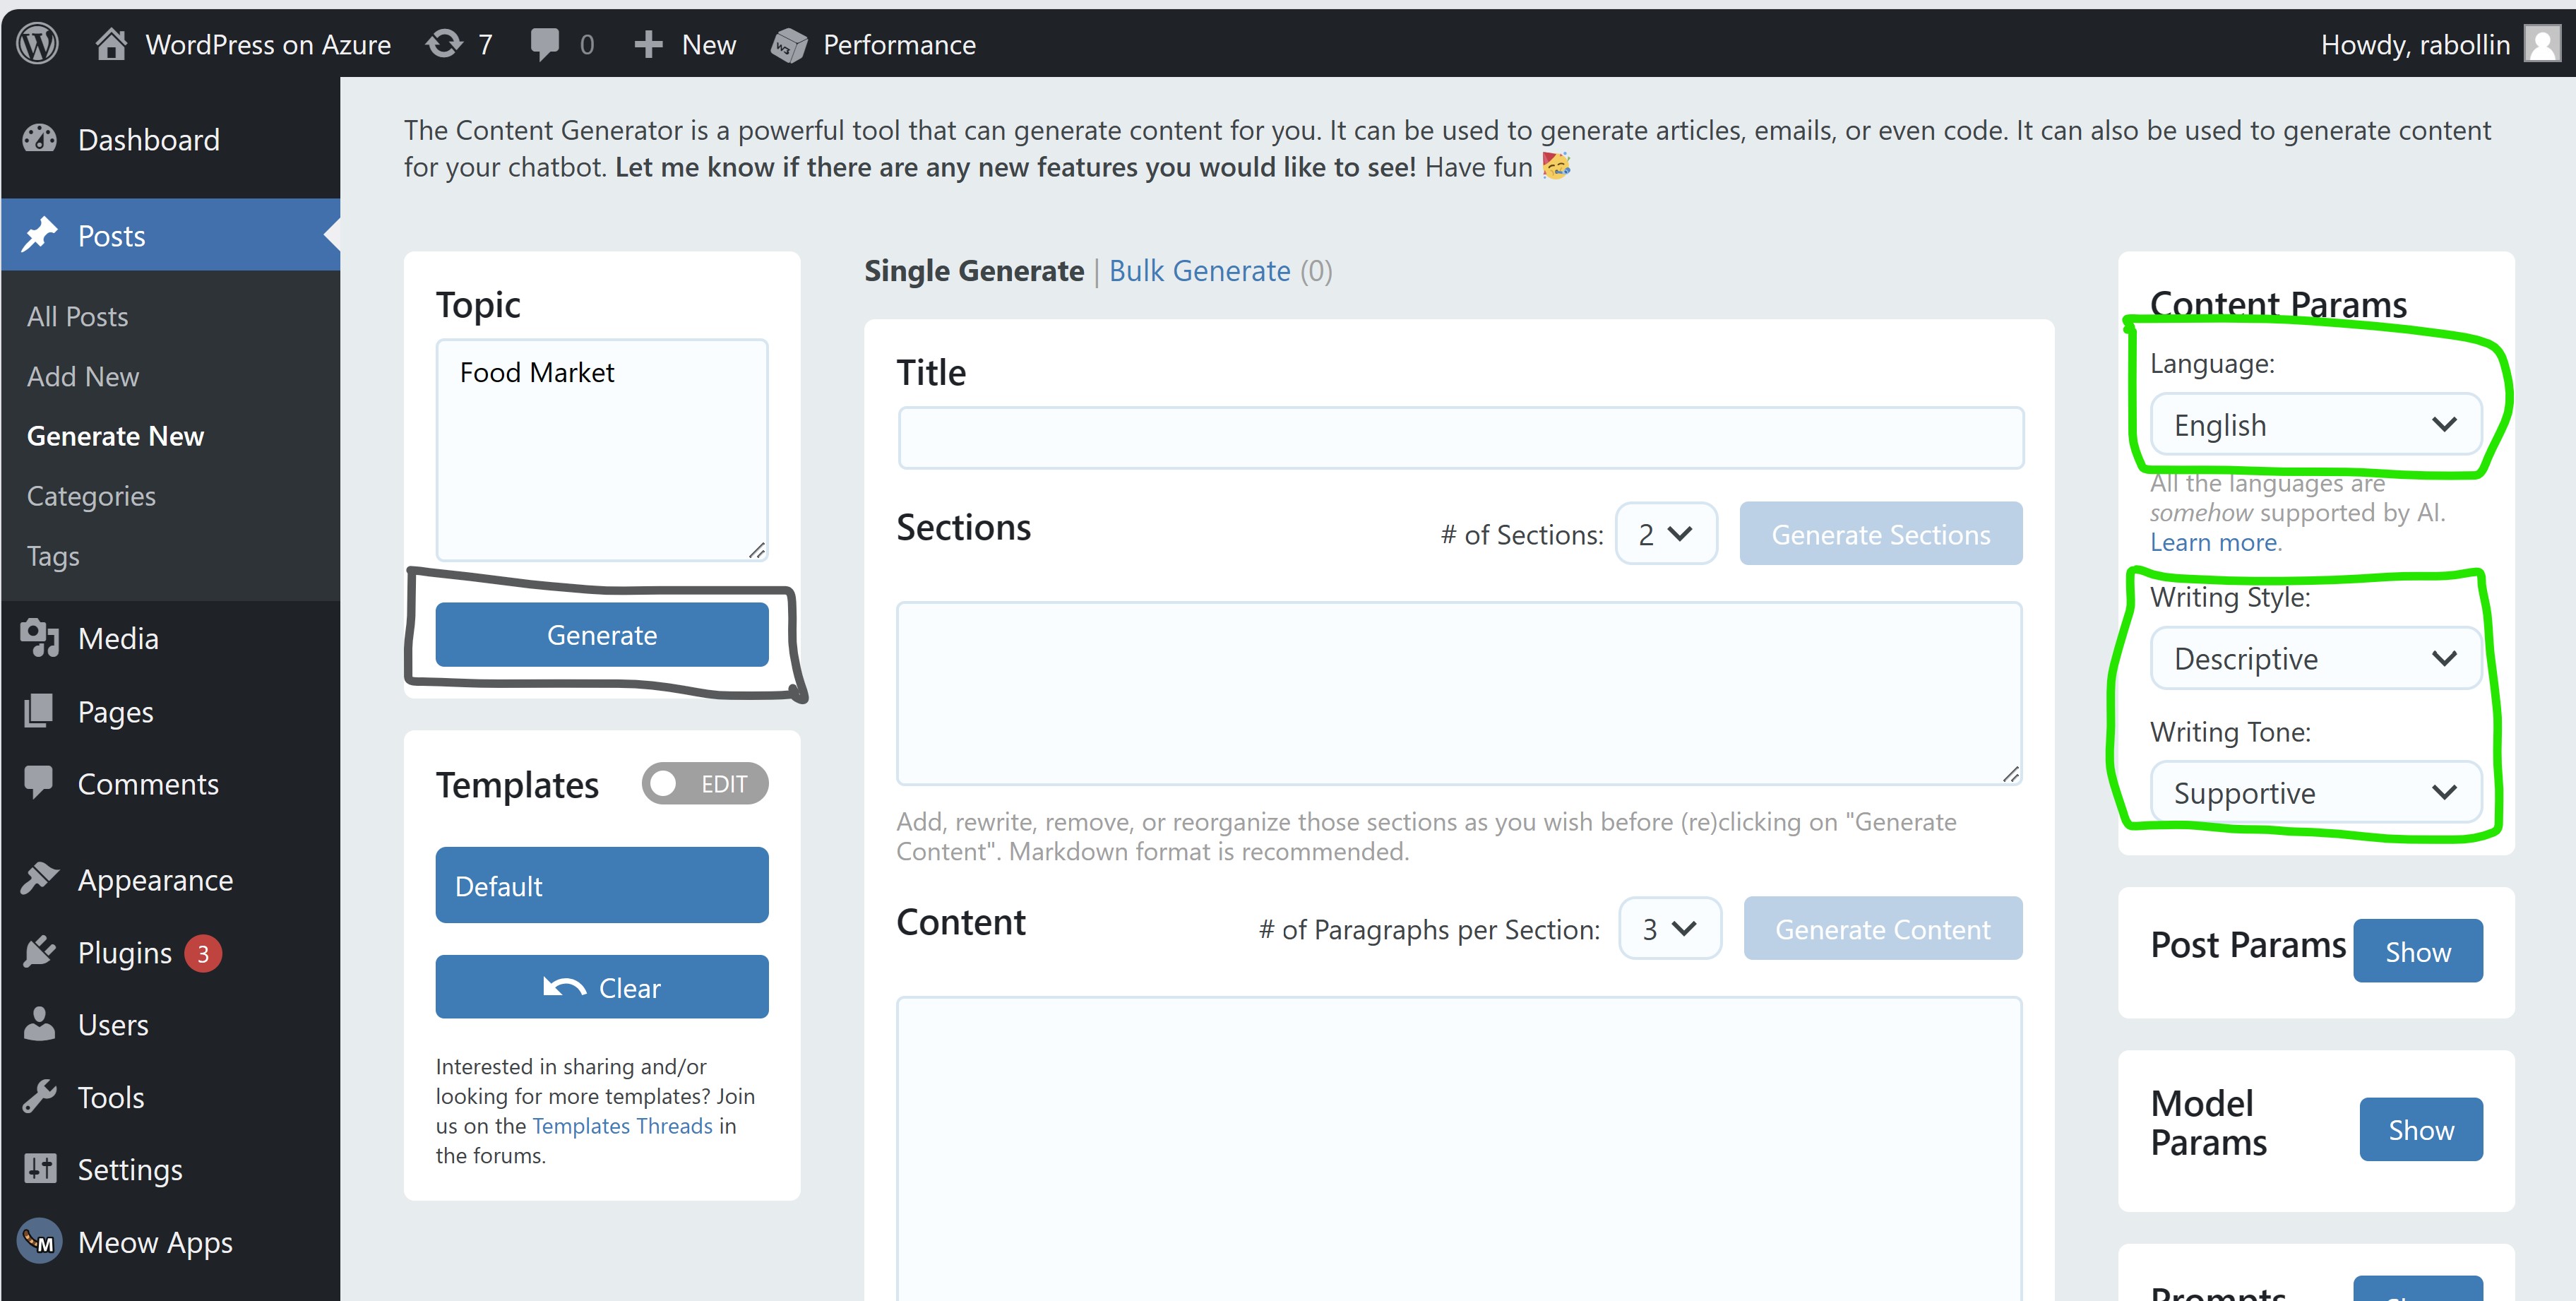 WordPress on Azure
7
0
New
Performance
Howdy, rabollin
Dashboard
Posts
All Posts
Add New
Generate New
Categories
Tags
Media
Pages
Comments
Appearance
Plugins 3
Users
Tools
Settings
M
Meow Apps
The Content Generator is a powerful tool that can generate content for you. It can be used to generate articles, emails, or even code. It can also be used to generate content
for your chatbot. Let me know if there are any new features you would like to see! Have fun 🥳
Topic
Food Market
Generate
Templates
EDIT
Default
Clear
Interested in sharing and/or
looking for more templates? Join
us on the Templates Threads in
the forums.
Single Generate | Bulk Generate (0)
Title
Sections
# of Sections: 2
Generate Sections
Add, rewrite, remove, or reorganize those sections as you wish before (re)clicking on "Generate
Content". Markdown format is recommended.
Content
# of Paragraphs per Section: 3
Generate Content
Content Params
Language:
English
All the languages are
somehow supported by AI.
Learn more.
Writing Style:
Descriptive
Writing Tone:
Supportive
Post Params
Show
Model
Params
Show
Prompts